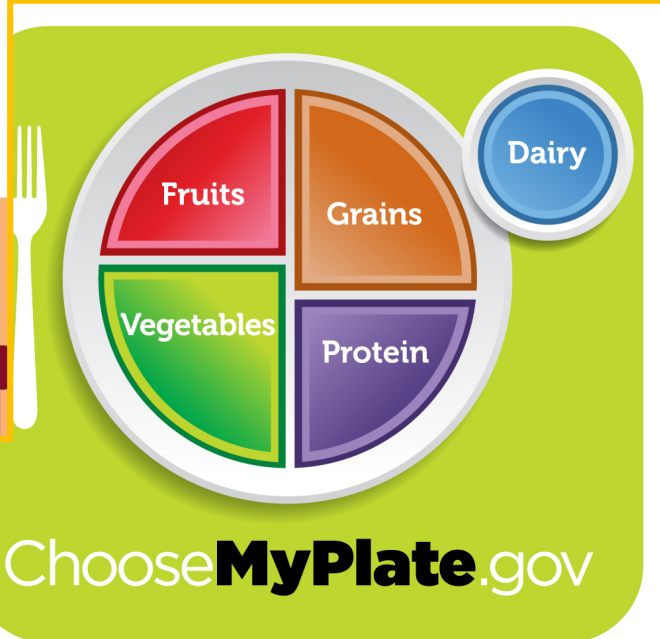 Dairy
Fruits
Grains
Vegetables
Protein
ChooseMyPlate.gov